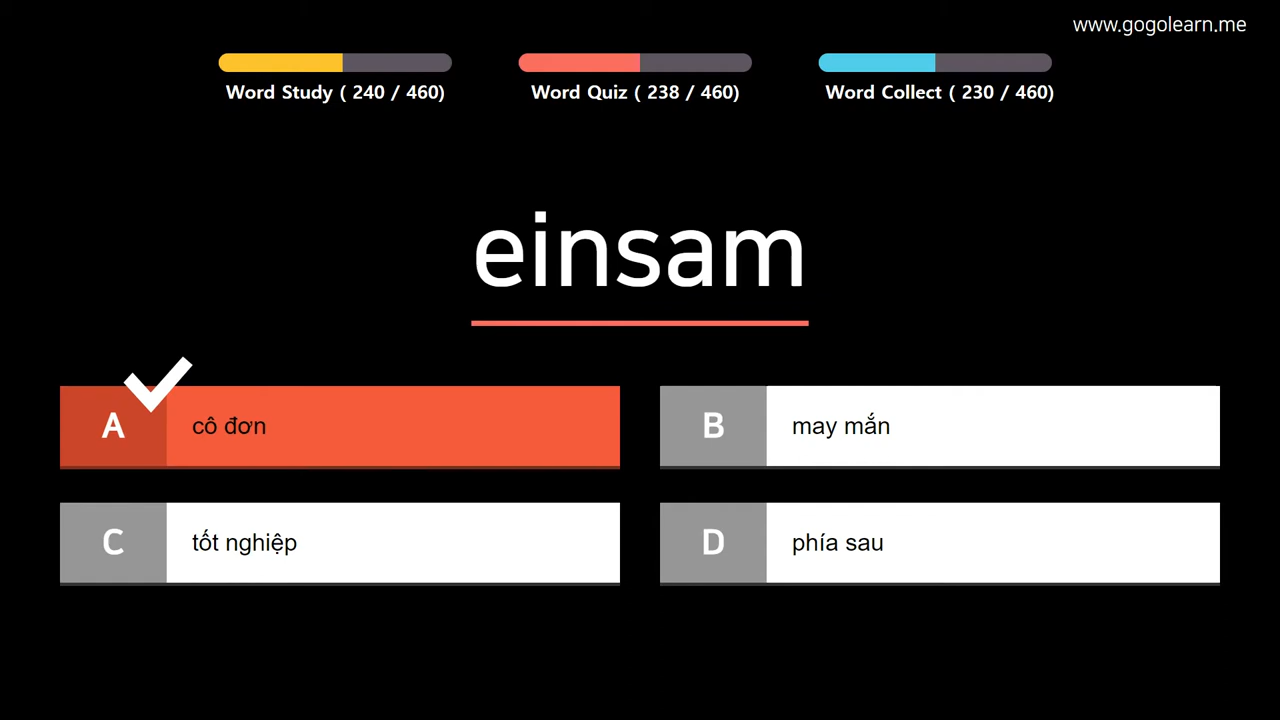 www.gogolearn.me
Word Study ( 240 / 460)
Word Quiz ( 238 / 460)
Word Collect ( 230 / 460)
einsam
A
cô đơn
B
may mắn
C
tốt nghiệp
D
phía sau